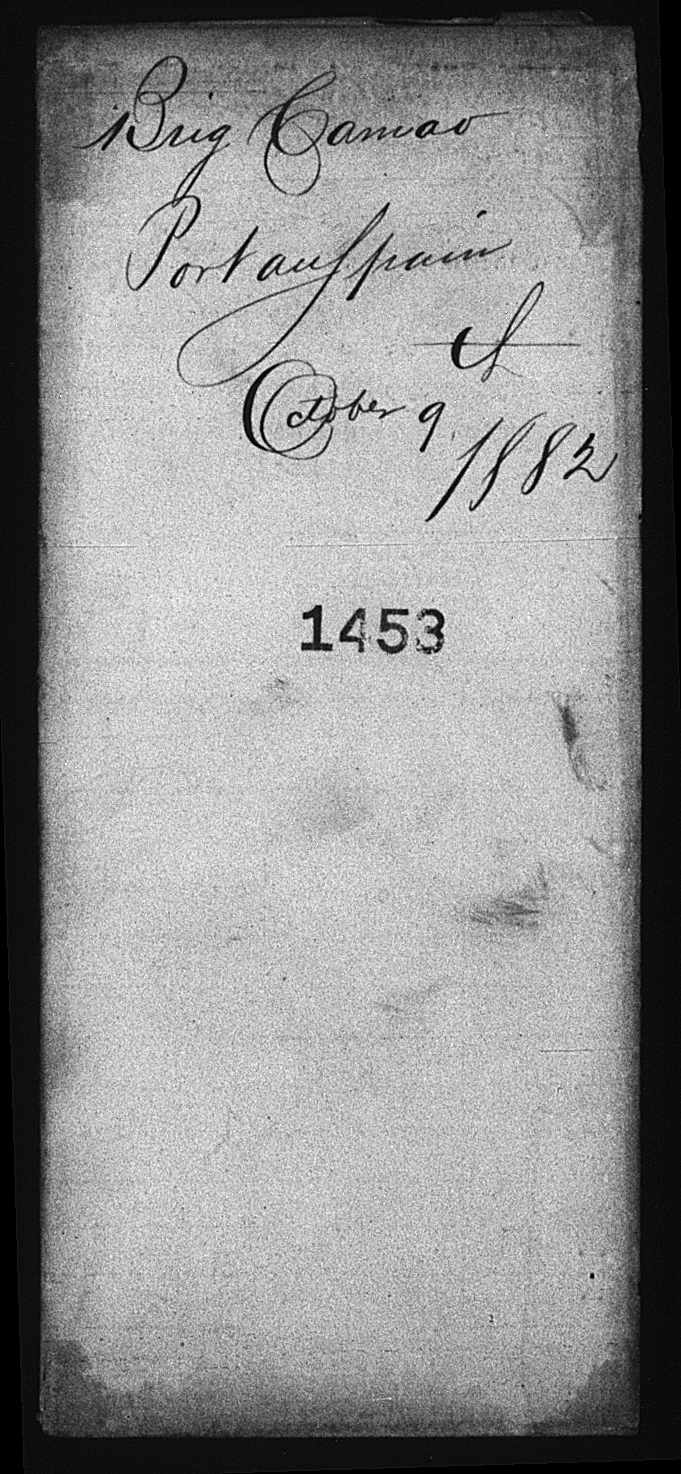 Brig Camao
Port au Spain
October 9, 1882
1453